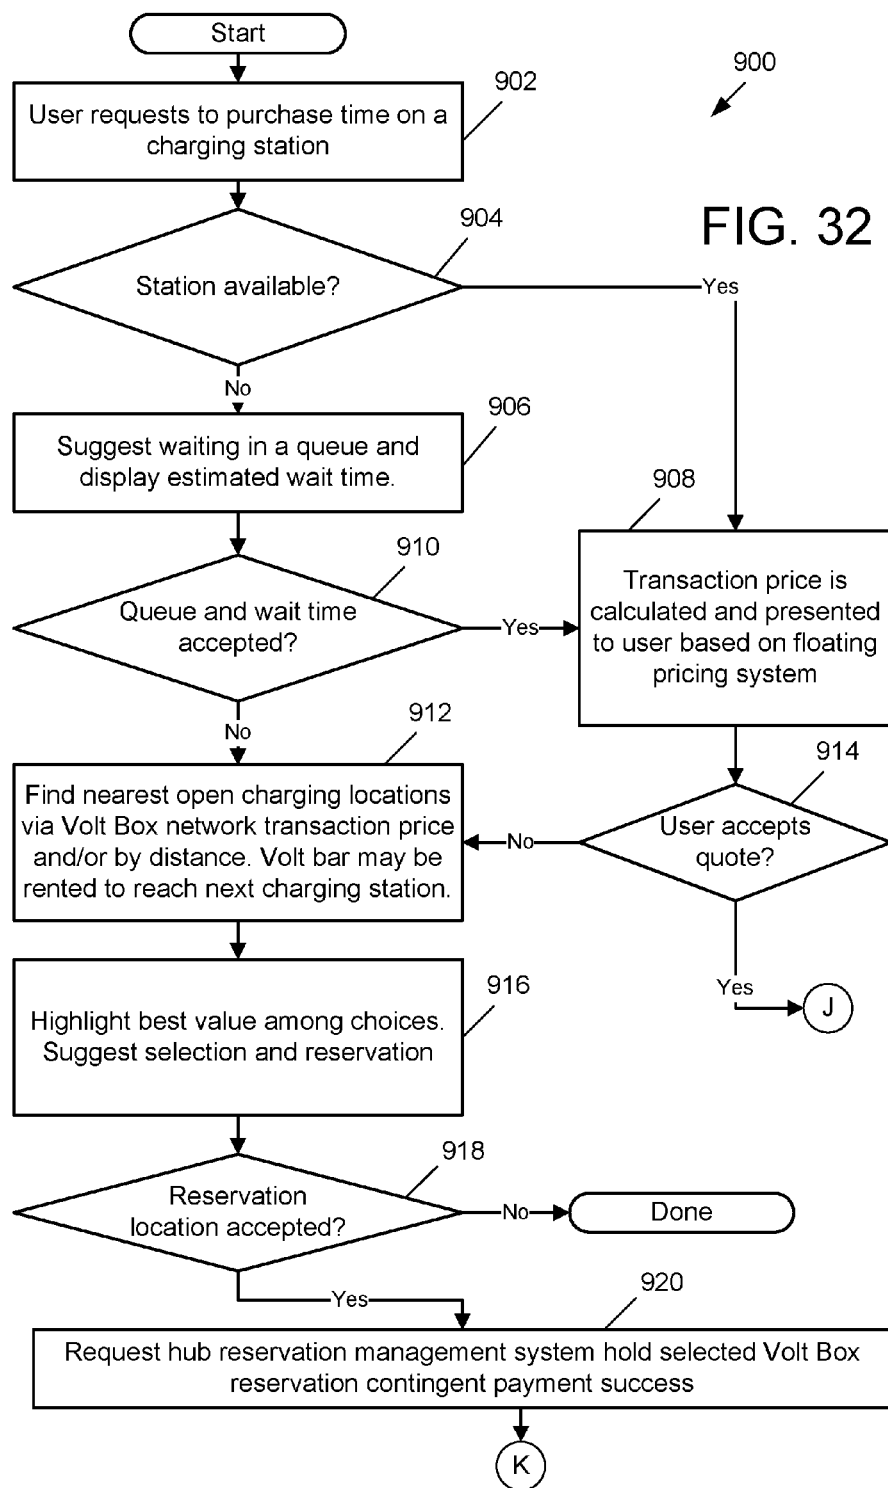 Start
900
902
User requests to purchase time on a
charging station
FIG. 32
904
Station available?
Yes
No
906
Suggest waiting in a queue and
display estimated wait time.
908
Transaction price is
calculated and presented
to user based on floating
pricing system
910
Queue and wait time
accepted?
Yes
No
912
Find nearest open charging locations
via Volt Box network transaction price
and/or by distance. Volt bar may be
rented to reach next charging station.
914
User accepts
quote?
No
Yes
J
916
Highlight best value among choices.
Suggest selection and reservation
918
Reservation
location accepted?
No
Done
Yes
920
Request hub reservation management system hold selected Volt Box
reservation contingent payment success
K